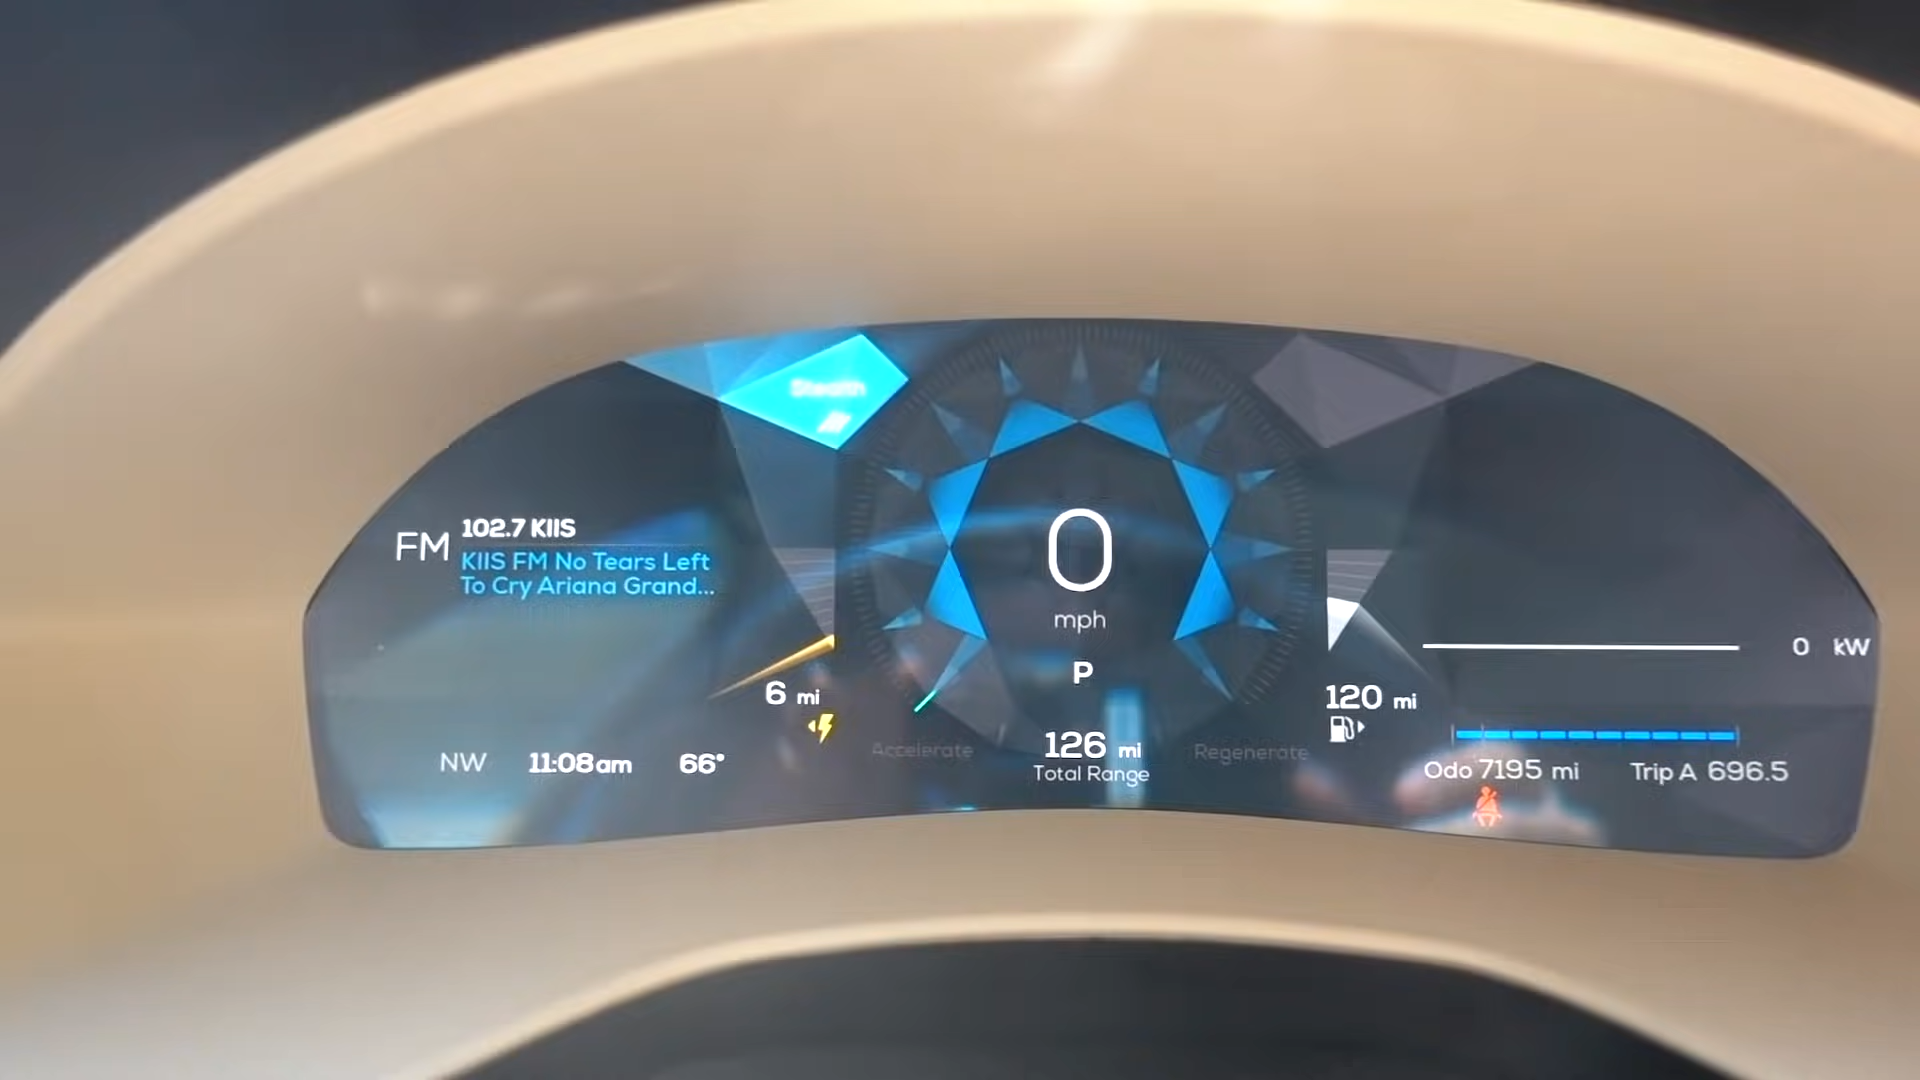 Stealth
FM
102.7 KIIS
KIIS FM No Tears Left
To Cry Ariana Grand...
0
mph
P
6 mi
120 mi
0 kW
126 mi
Total Range
Accelerate
Regenerate
NW 11:08am 66°
Odo 7195 mi Trip A 696.5